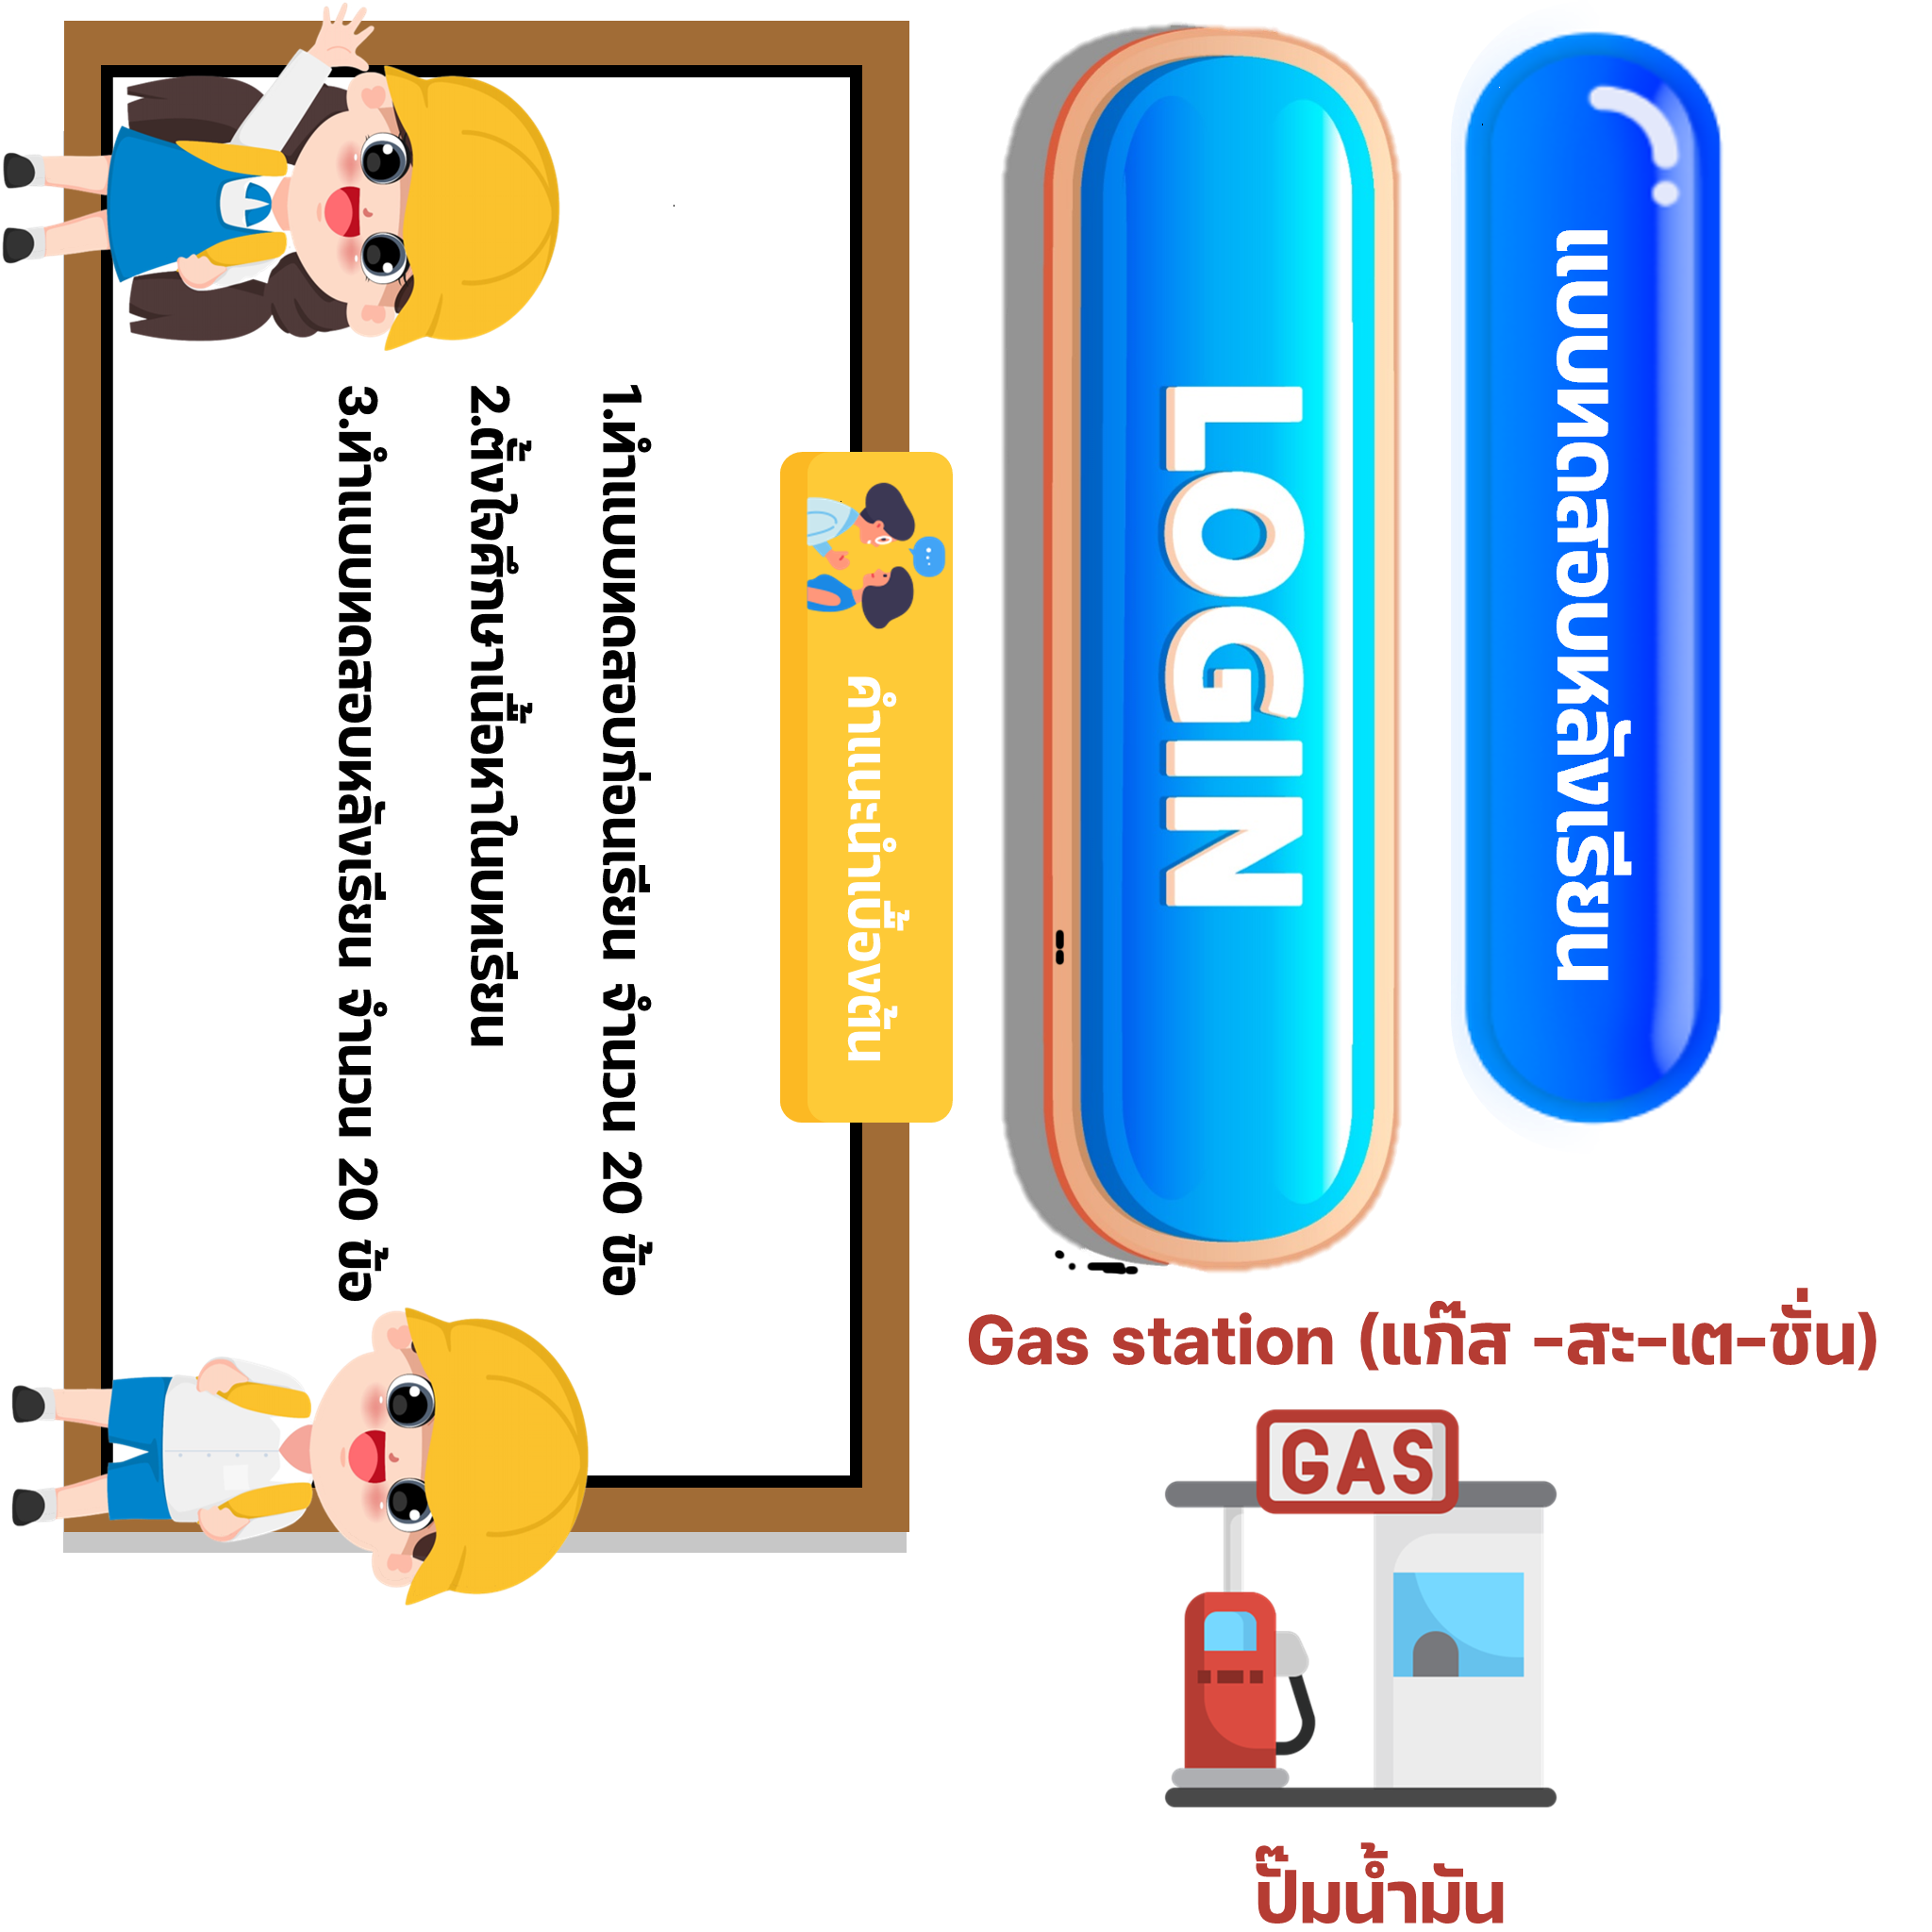 คำแนะนำเบื้องต้น
1.ทำแบบทดสอบก่อนเรียน จำนวน 20 ข้อ
2.ตั้งใจศึกษาเนื้อหาในบทเรียน
3.ทำแบบทดสอบหลังเรียน จำนวน 20 ข้อ
LOGIN
แบบทดสอบหลังเรียน
Gas station (แก๊ส -สะ-เต-ชั่น)
GAS
ปั๊มน้ำมัน